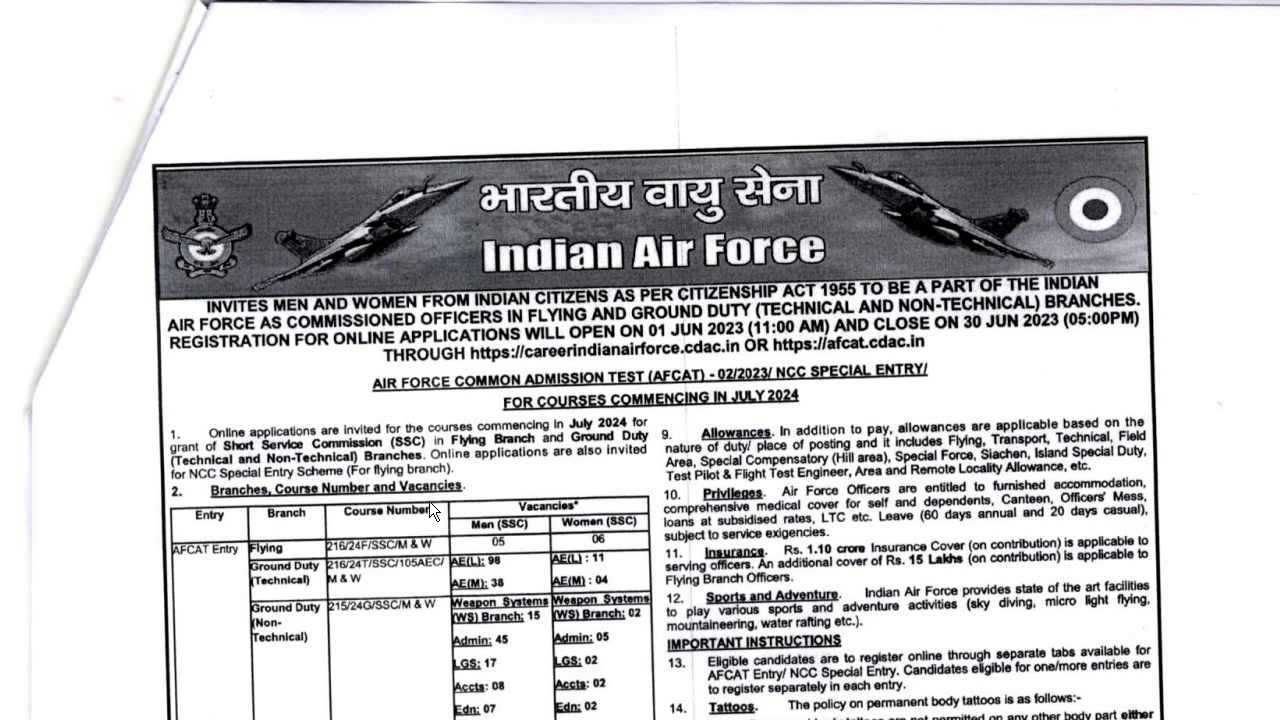 भारतीय वायु सेना
Indian Air Force
INVITES MEN AND WOMEN FROM INDIAN CITIZENS AS PER CITIZENSHIP ACT 1955 TO BE A PART OF THE INDIAN
AIR FORCE AS COMMISSIONED OFFICERS IN FLYING AND GROUND DUTY (TECHNICAL AND NON-TECHNICAL) BRANCHES.
REGISTRATION FOR ONLINE APPLICATIONS WILL OPEN ON 01 JUN 2023 (11:00 AM) AND CLOSE ON 30 JUN 2023 (05:00PM)
THROUGH https://careerindianairforce.cdac.in OR https://afcat.cdac.in
AIR FORCE COMMON ADMISSION TEST (AFCAT) - 02/2023/ NCC SPECIAL ENTRY/
FOR COURSES COMMENCING IN JULY 2024
1. Online applications are invited for the courses commencing in July 2024 for
grant of Short Service Commission (SSC) in Flying Branch and Ground Duty
(Technical and Non-Technical) Branches. Online applications are also invited
for NCC Special Entry Scheme (For flying branch).
2. Branches, Course Number and Vacancies.
Entry Branch Course Number Vacancies*
Men (SSC) Women (SSC)
AFCAT Entry Flying 216/24F/SSC/M & W 05 06
Ground Duty 216/24T/SSC/105AEC/ AE(L): 98 AE(L) : 11
(Technical) M & W AE(M): 38 AE(M) : 04
Ground Duty 215/24G/SSC/M & W Weapon Systems Weapon Systems
(Non- (WS) Branch: 15 (WS) Branch: 02
Technical) Admin: 45 Admin: 05
LGS: 17 LGS: 02
Accts: 08 Accts: 02
Edn: 07 Edn: 02
9. Allowances. In addition to pay, allowances are applicable based on the
nature of duty/ place of posting and it includes Flying, Transport, Technical, Field
Area, Special Compensatory (Hill area), Special Force, Siachen, Island Special Duty,
Test Pilot & Flight Test Engineer, Area and Remote Locality Allowance, etc.
10. Privileges. Air Force Officers are entitled to furnished accommodation,
comprehensive medical cover for self and dependents, Canteen, Officers' Mess,
loans at subsidised rates, LTC etc. Leave (60 days annual and 20 days casual),
subject to service exigencies.
11. Insurance. Rs. 1.10 crore Insurance Cover (on contribution) is applicable to
serving officers. An additional cover of Rs. 15 Lakhs (on contribution) is applicable to
Flying Branch Officers.
12. Sports and Adventure. Indian Air Force provides state of the art facilities
to play various sports and adventure activities (sky diving, micro light flying,
mountaineering, water rafting etc.).
IMPORTANT INSTRUCTIONS
13. Eligible candidates are to register online through separate tabs available for
AFCAT Entry/ NCC Special Entry. Candidates eligible for one/more entries are
to register separately in each entry.
14. Tattoos. The policy on permanent body tattoos is as follows:-
body tattoos are not permitted on any other body part either